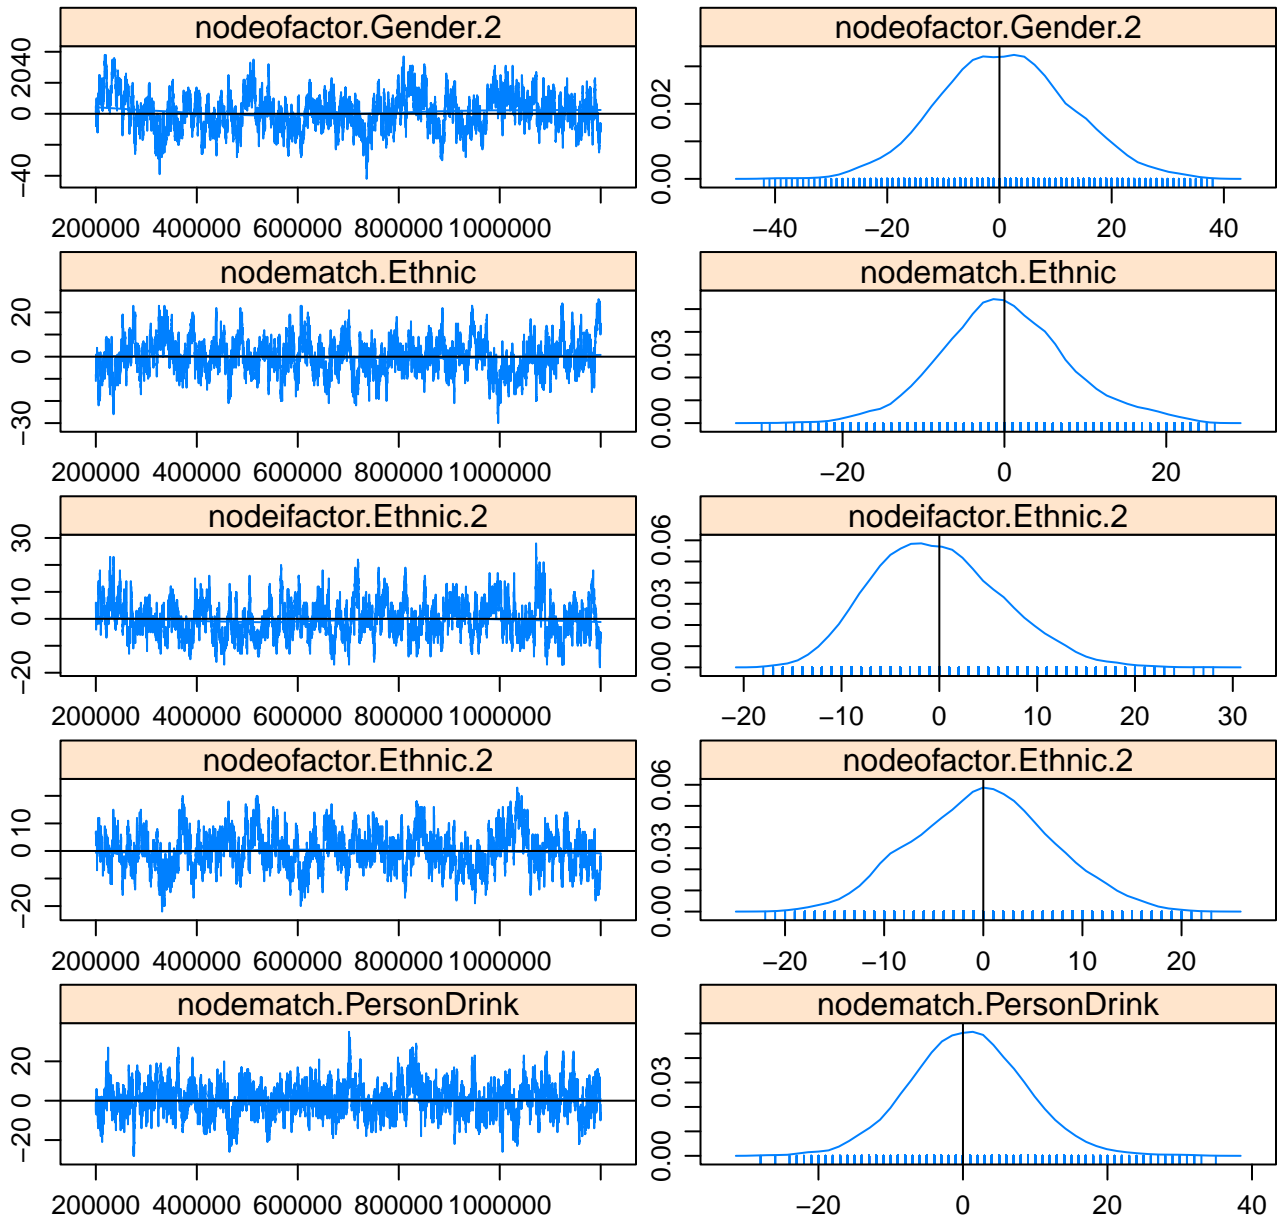 nodeofactor.Gender.2 nodeofactor.Gender.2
−40 0 20 40 0.00 0.02
200000 400000 600000 800000 1000000 −40 −20 0 20 40
nodematch.Ethnic nodematch.Ethnic
−30 0 20 0.00 0.03
200000 400000 600000 800000 1000000 −20 0 20
nodeifactor.Ethnic.2 nodeifactor.Ethnic.2
−20 0 10 30 0.00 0.03 0.06
200000 400000 600000 800000 1000000 −20 −10 0 10 20 30
nodeofactor.Ethnic.2 nodeofactor.Ethnic.2
−20 0 10 0.00 0.03 0.06
200000 400000 600000 800000 1000000 −20 −10 0 10 20
nodematch.PersonDrink nodematch.PersonDrink
−20 0 20 0.00 0.03
200000 400000 600000 800000 1000000 −20 0 20 40